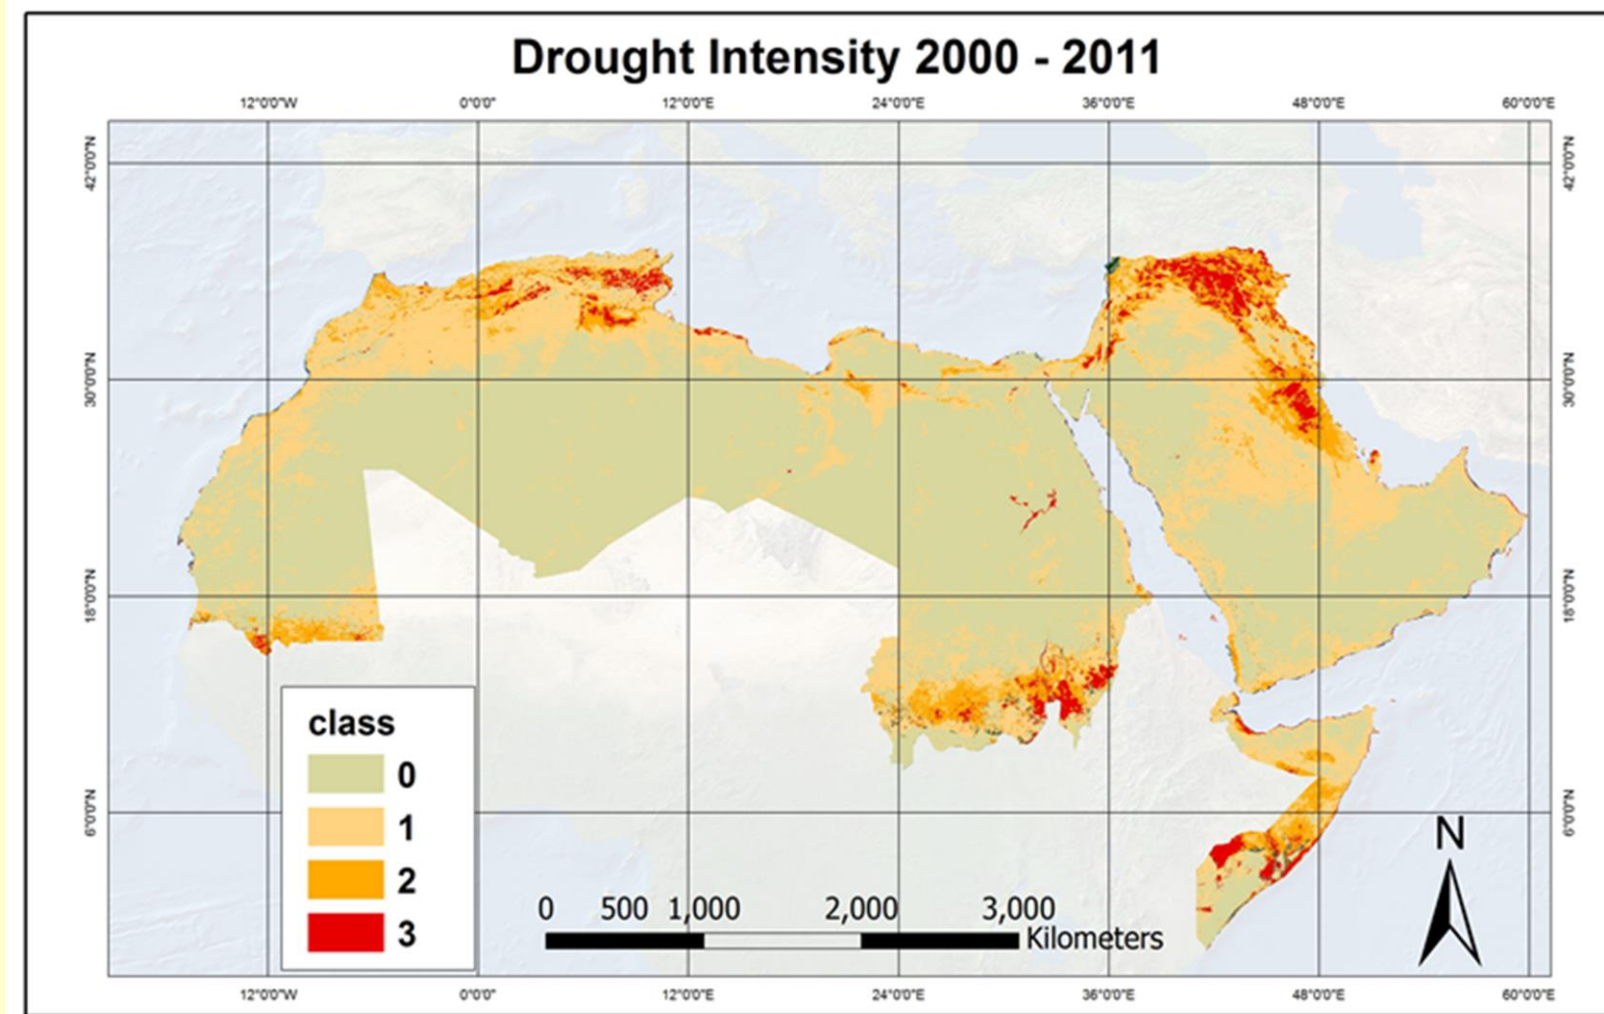 Drought Intensity 2000 - 2011
12°0'0"W 0°0'0" 12°0'0"E 24°0'0"E 36°0'0"E 48°0'0"E 60°0'0"E
42°0'0"N 42°0'0"N
30°0'0"N 30°0'0"N
18°0'0"N 18°0'0"N
6°0'0"N 6°0'0"N
class
0
1
2
3
0 500 1,000 2,000 3,000
Kilometers
N
12°0'0"W 0°0'0" 12°0'0"E 24°0'0"E 36°0'0"E 48°0'0"E 60°0'0"E